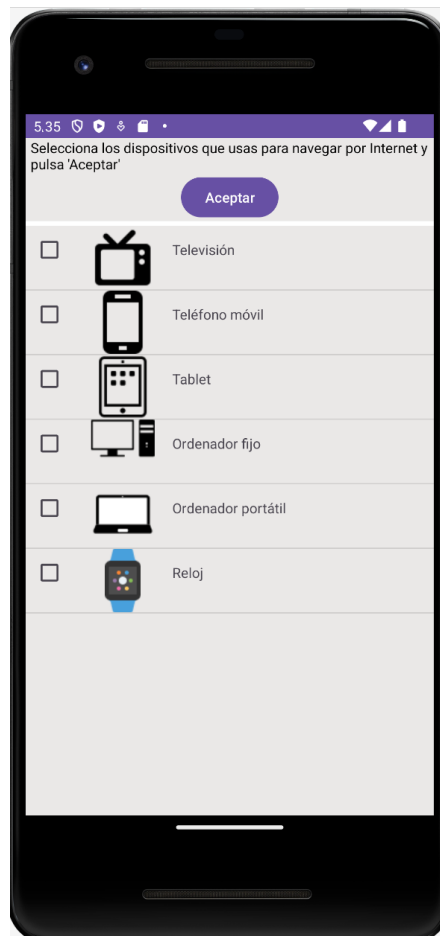 5.35
Selecciona los dispositivos que usas para navegar por Internet y
pulsa 'Aceptar'
Aceptar
Televisión
Teléfono móvil
Tablet
Ordenador fijo
Ordenador portátil
Reloj